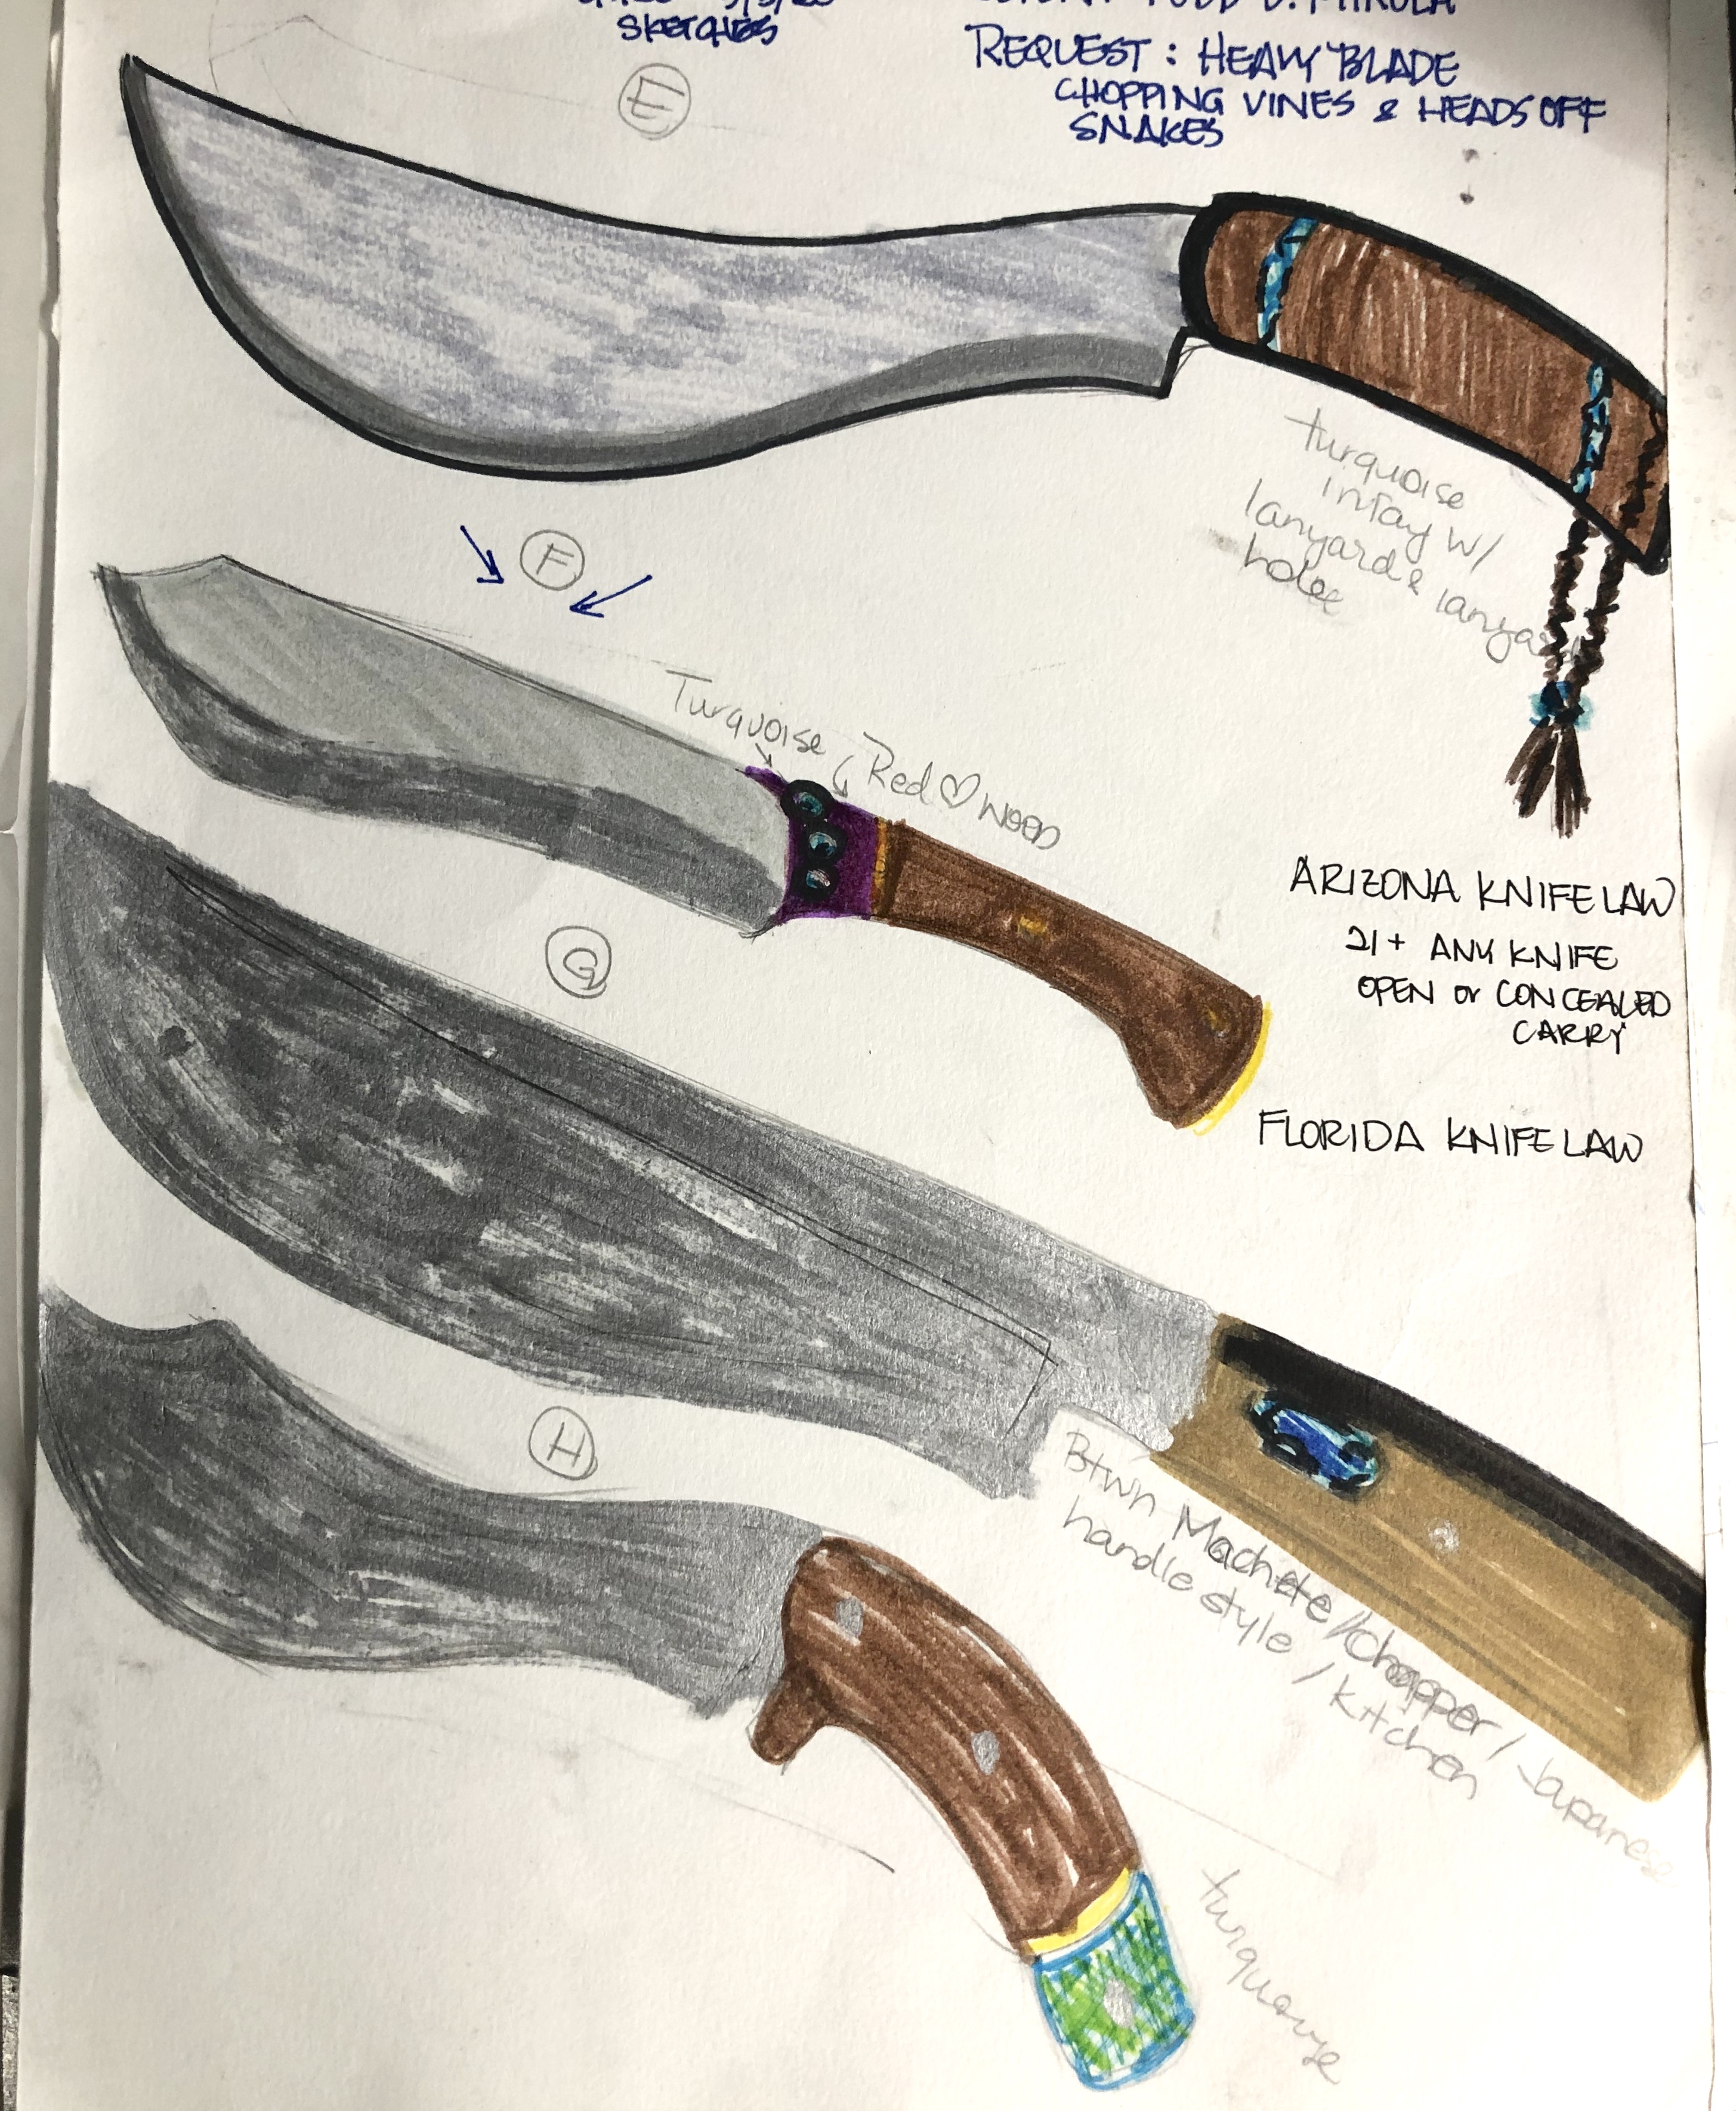 SKETCHES
REQUEST: HEAVY BLADE
CHOPPING VINES & HEADS OFF
SNAKES
E
turquoise
inlay w/
lanyard & lanyard
hole
F
Turquoise, Red ♡ WOOD
ARIZONA KNIFE LAW
21+ ANY KNIFE
OPEN or CONCEALED
CARRY
FLORIDA KNIFE LAW
G
H
Btwn Machete/Chopper/Japanese
handle style/Kitchen
turquoise